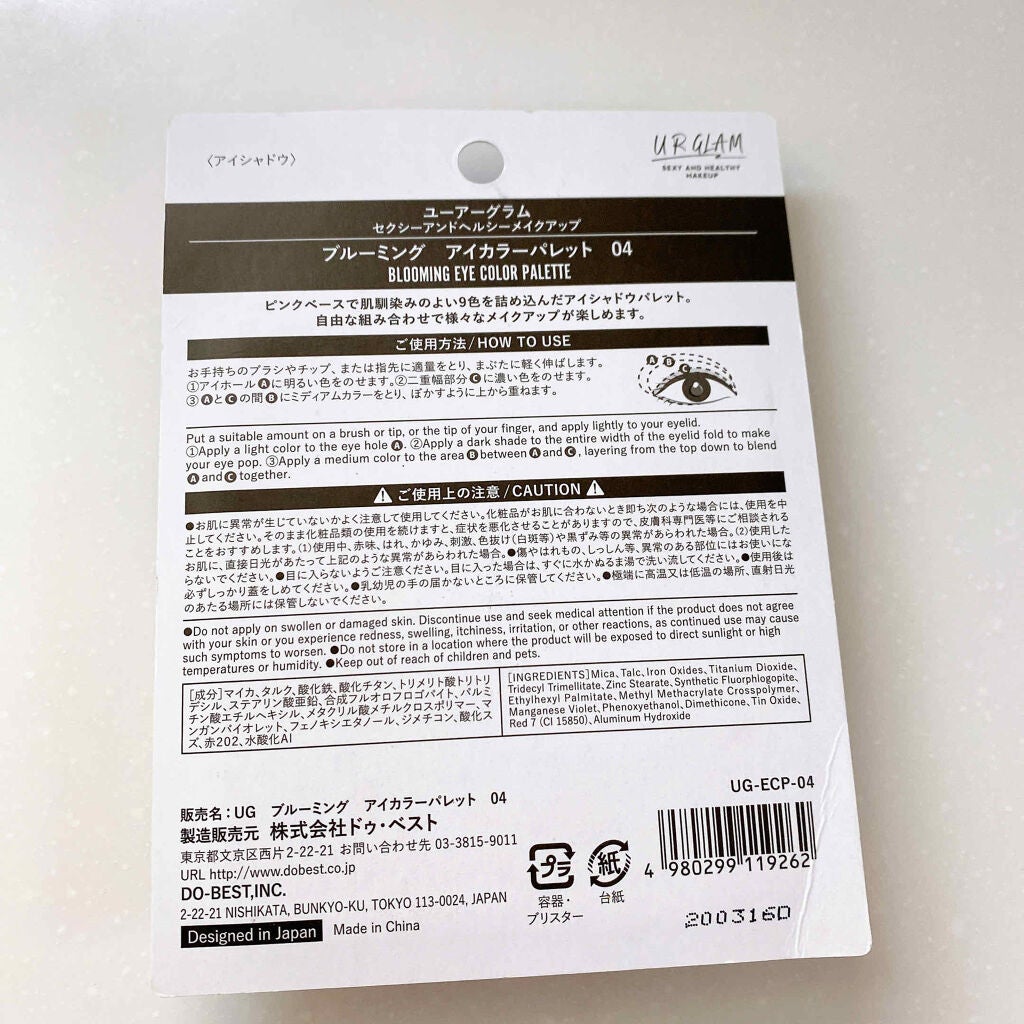 〈アイシャドウ〉
UR GLAM
SEXY AND HEALTHY
MAKEUP
ユーアーグラム
セクシーアンドヘルシーメイクアップ
ブルーミング アイカラーパレット 04
BLOOMING EYE COLOR PALETTE
ピンクベースで肌馴染みのよい9色を詰め込んだアイシャドウパレット。
自由な組み合わせで様々なメイクアップが楽しめます。
ご使用方法/HOW TO USE
お手持ちのブラシやチップ、または指先に適量をとり、まぶたに軽く伸ばします。
①アイホールAに明るい色をのせます。②二重幅部分Cに濃い色をのせます。
③AとCの間Bにミディアムカラーをとり、ぼかすように上から重ねます。
A B C
Put a suitable amount on a brush or tip, or the tip of your finger, and apply lightly to your eyelid.
①Apply a light color to the eye hole A. ②Apply a dark shade to the entire width of the eyelid fold to make
your eye pop. ③Apply a medium color to the area B between A and C, layering from the top down to blend
A and C together.
ご使用上の注意/CAUTION
●お肌に異常が生じていないかよく注意して使用してください。化粧品がお肌に合わないとき即ち次のような場合には、使用を中
止してください。そのまま化粧品類の使用を続けますと、症状を悪化させることがありますので、皮膚科専門医等にご相談される
ことをおすすめします。(1)使用中、赤味、はれ、かゆみ、刺激、色抜け(白斑等)や黒ずみ等の異常があらわれた場合。(2)使用した
お肌に、直接日光があたって上記のような異常があらわれた場合。●傷やはれもの、しっしん等、異常のある部位にはお使いにな
らないでください。●目に入らないようご注意ください。目に入った場合は、すぐに水かぬるま湯で洗い流してください。●使用後は
必ずしっかり蓋をしめてください。●乳幼児の手の届かないところに保管してください。●極端に高温又は低温の場所、直射日光
のあたる場所には保管しないでください。
●Do not apply on swollen or damaged skin. Discontinue use and seek medical attention if the product does not agree
with your skin or you experience redness, swelling, itchiness, irritation, or other reactions, as continued use may cause
such symptoms to worsen. ●Do not store in a location where the product will be exposed to direct sunlight or high
temperatures or humidity. ●Keep out of reach of children and pets.
[成分]マイカ、タルク、酸化鉄、酸化チタン、トリメリト酸トリトリ
デシル、ステアリン酸亜鉛、合成フルオロフロゴパイト、パルミ
チン酸エチルヘキシル、メタクリル酸メチルクロスポリマー、マ
ンガンバイオレット、フェノキシエタノール、ジメチコン、酸化ス
ズ、赤202、水酸化Al
[INGREDIENTS]Mica, Talc, Iron Oxides, Titanium Dioxide,
Tridecyl Trimellitate, Zinc Stearate, Synthetic Fluorphlogopite,
Ethylhexyl Palmitate, Methyl Methacrylate Crosspolymer,
Manganese Violet, Phenoxyethanol, Dimethicone, Tin Oxide,
Red 7 (CI 15850), Aluminum Hydroxide
UG-ECP-04
販売名：UG ブルーミング アイカラーパレット 04
製造販売元 株式会社ドゥ・ベスト
東京都文京区西片2-22-21 お問い合わせ先 03-3815-9011
URL http://www.dobest.co.jp
DO-BEST,INC.
2-22-21 NISHIKATA, BUNKYO-KU, TOKYO 113-0024, JAPAN
Designed in Japan Made in China
プラ
容器・
ブリスター
紙
台紙
4 980299 119262
200316D